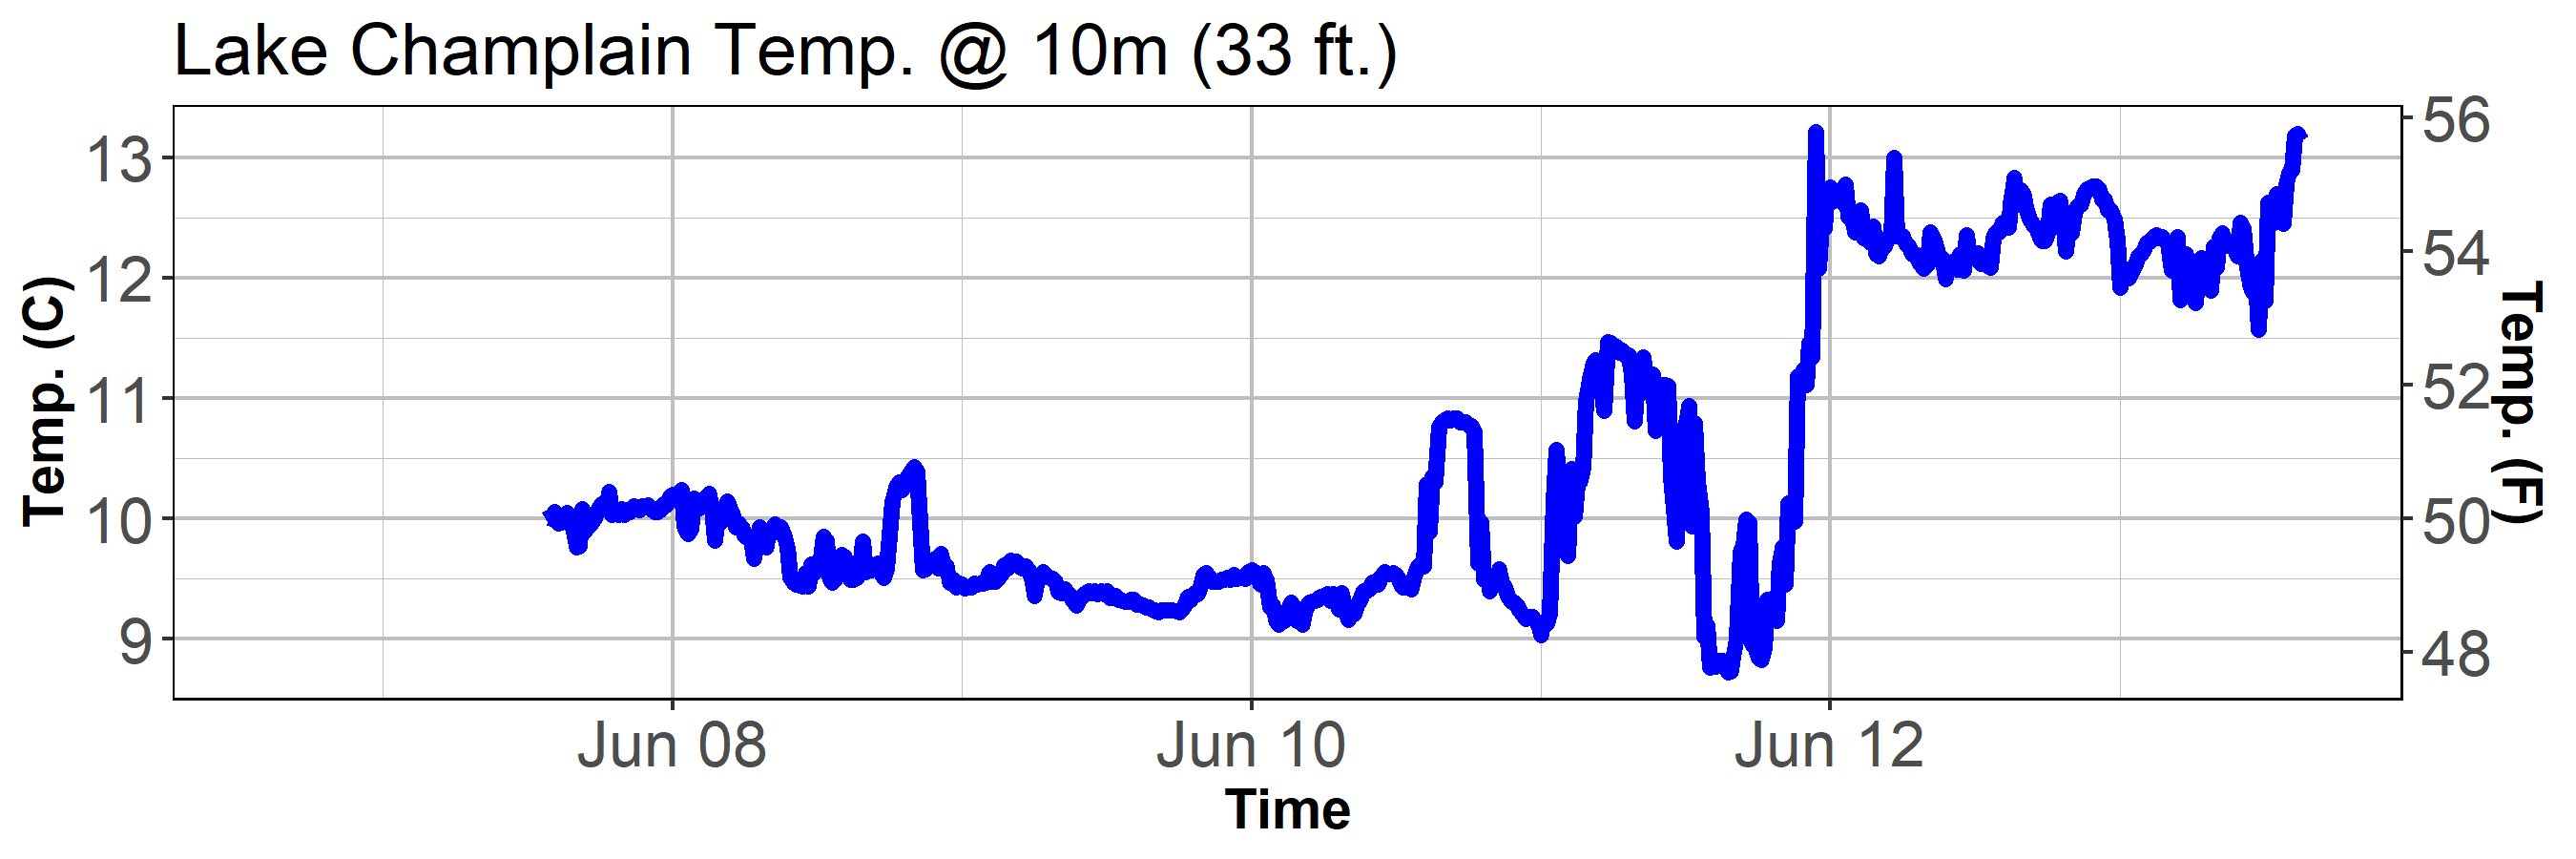 Lake Champlain Temp. @ 10m (33 ft.)
Temp. (C)
13
12
11
10
9
56
54
52
50
48
Temp. (F)
Jun 08
Jun 10
Jun 12
Time